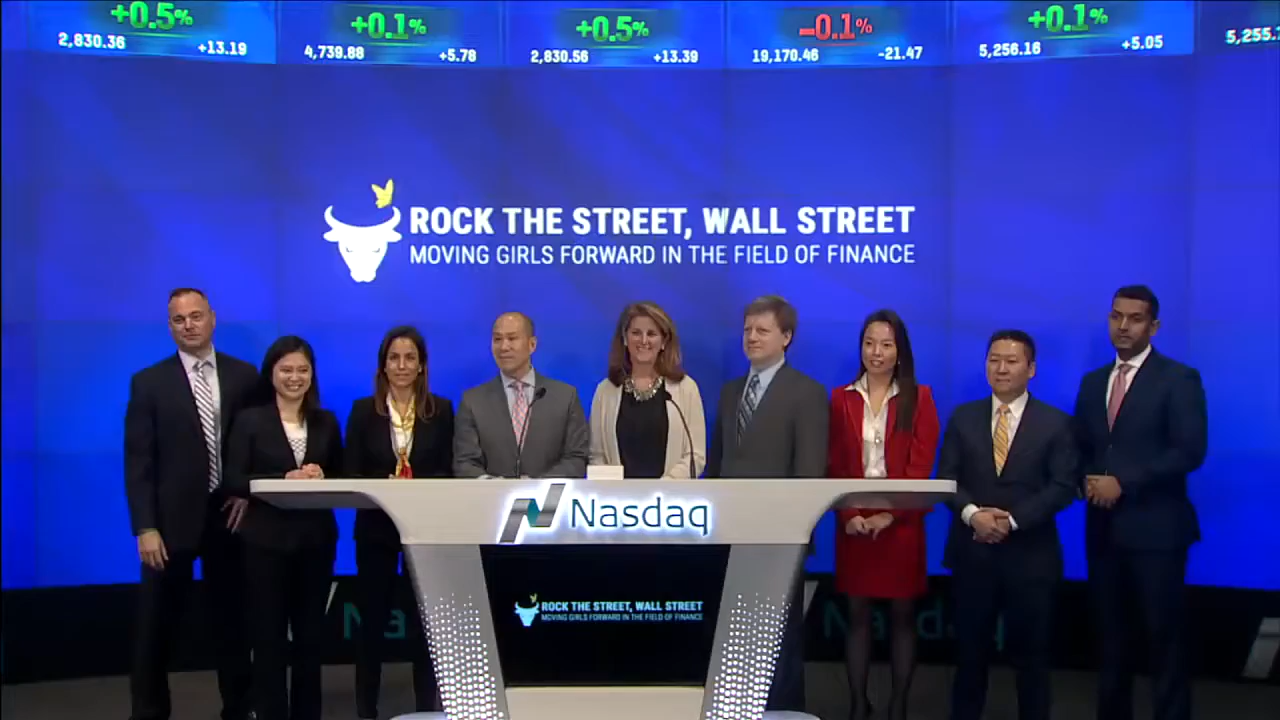 +0.5%
2,830.36 +13.19
+0.1%
4,739.88 +5.78
+0.5%
2,830.56 +13.39
-0.1%
19,170.46 -21.47
+0.1%
5,256.16 +5.05
ROCK THE STREET, WALL STREET
MOVING GIRLS FORWARD IN THE FIELD OF FINANCE
Nasdaq
ROCK THE STREET, WALL STREET
MOVING GIRLS FORWARD IN THE FIELD OF FINANCE